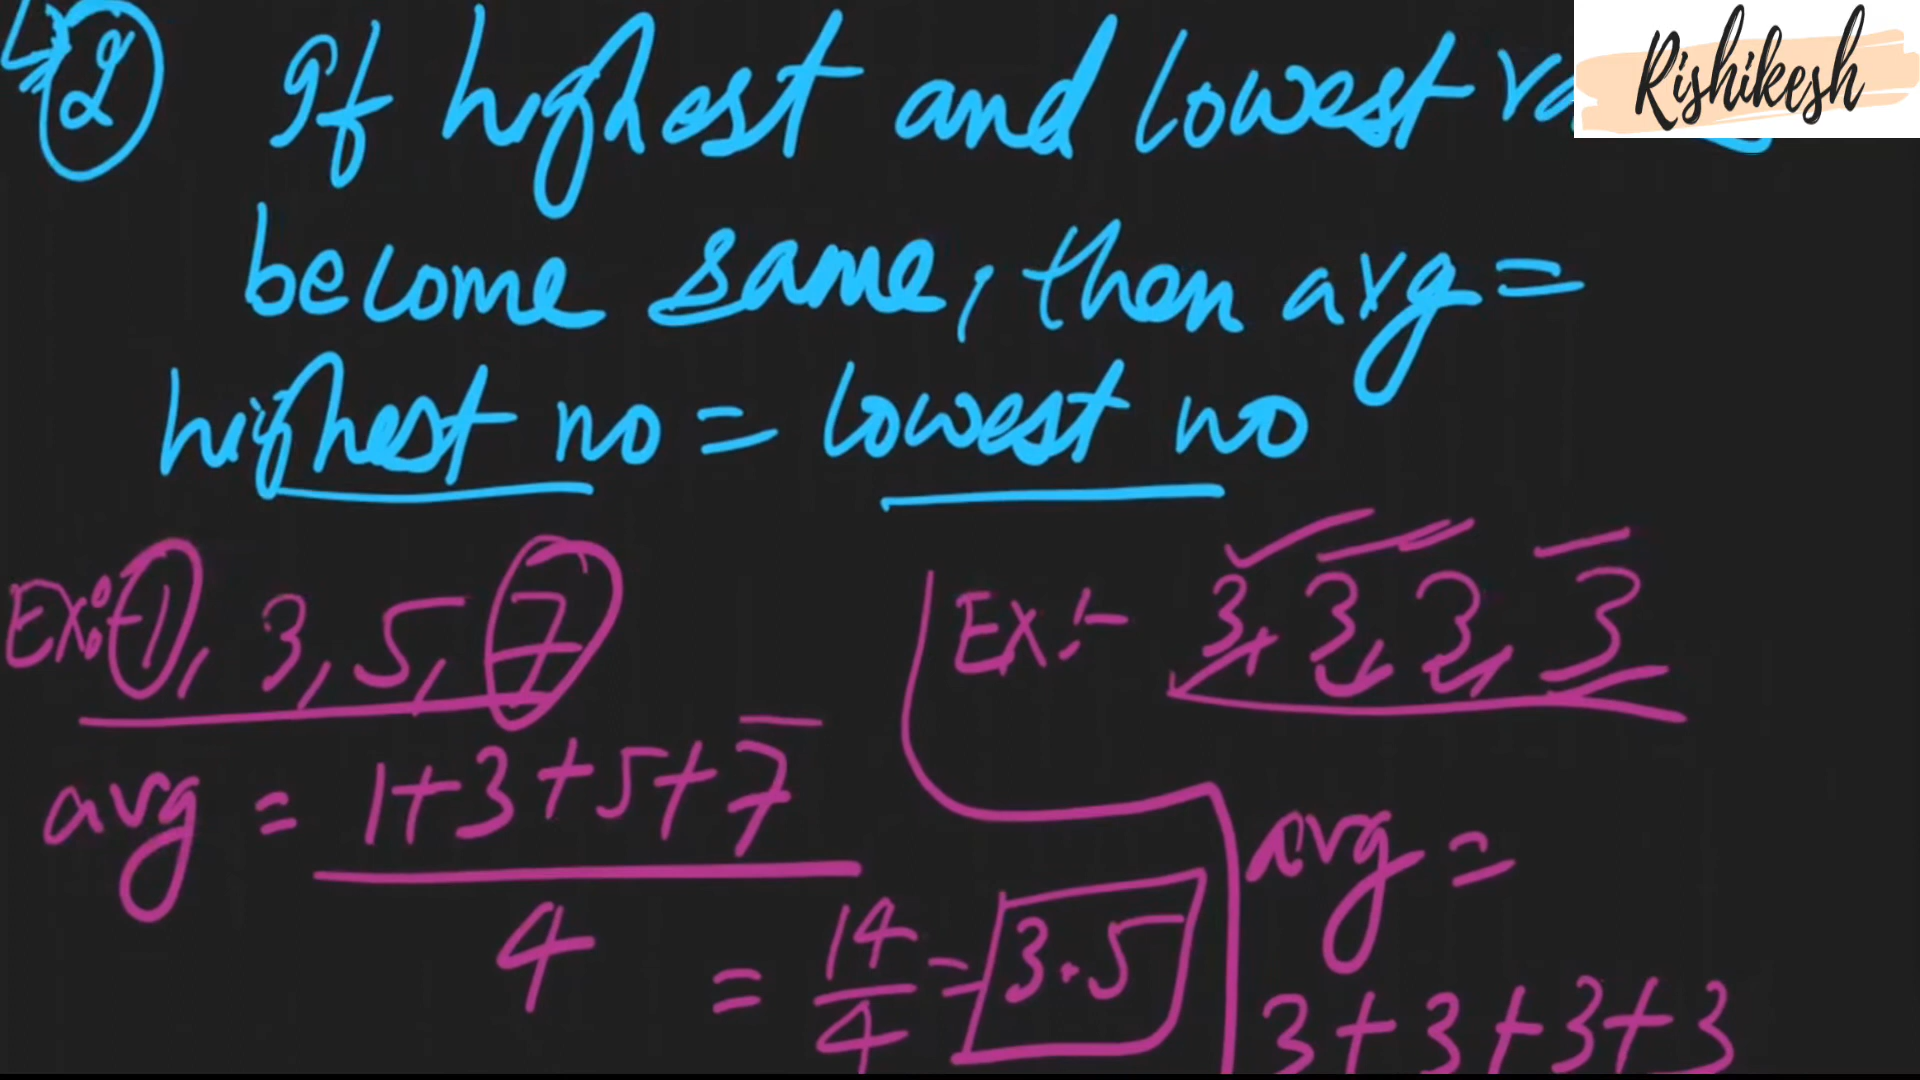 2 If highest and lowest
Rishikesh
become same, then avg =
highest no = lowest no
EX:- 1, 3, 5, 7
EX:- 3, 3, 3, 3
avg = 1+3+5+7
4
= 14
4
= 3.5
avg =
3+3+3+3